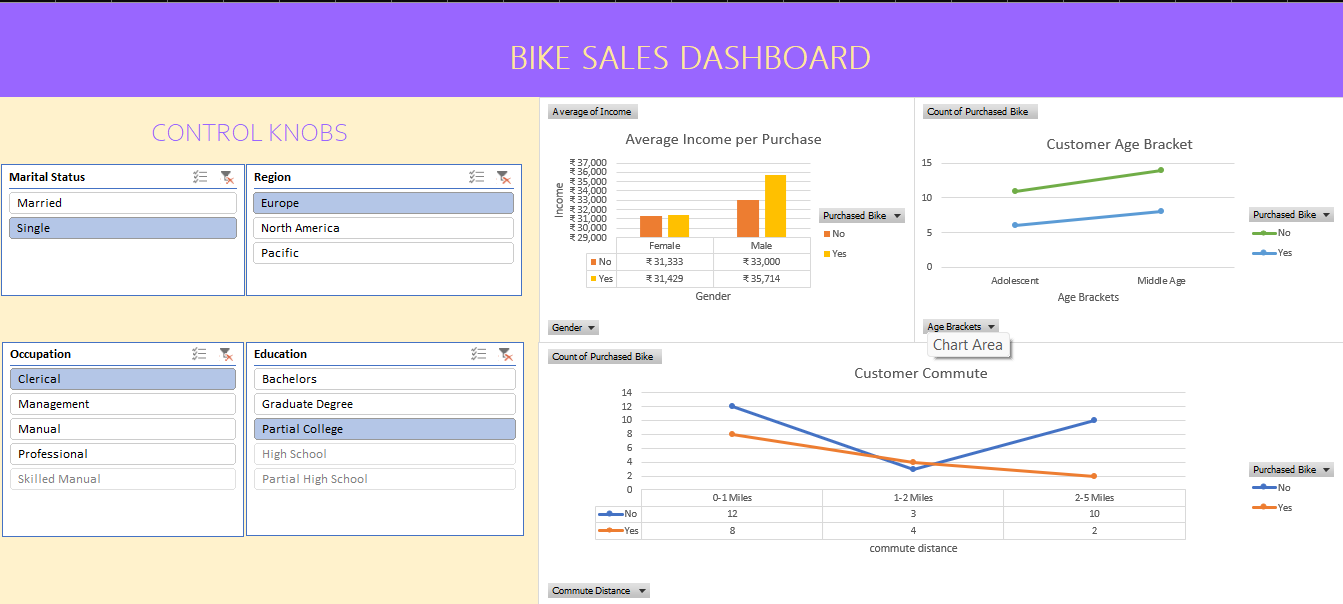 BIKE SALES DASHBOARD
CONTROL KNOBS
Marital Status
Married
Single
Region
Europe
North America
Pacific
Occupation
Clerical
Management
Manual
Professional
Skilled Manual
Education
Bachelors
Graduate Degree
Partial College
High School
Partial High School
Average of Income
Average Income per Purchase
₹ 37,000
₹ 36,000
₹ 35,000
₹ 34,000
₹ 33,000
₹ 32,000
₹ 31,000
₹ 30,000
₹ 29,000
Income
Female Male
No ₹ 31,333 ₹ 33,000
Yes ₹ 31,429 ₹ 35,714
Gender
Purchased Bike
No
Yes
Gender
Count of Purchased Bike
Customer Age Bracket
15
10
5
0
Adolescent Middle Age
Age Brackets
Purchased Bike
No
Yes
Age Brackets
Chart Area
Count of Purchased Bike
Customer Commute
14
12
10
8
6
4
2
0
0-1 Miles 1-2 Miles 2-5 Miles
No 12 3 10
Yes 8 4 2
commute distance
Purchased Bike
No
Yes
Commute Distance